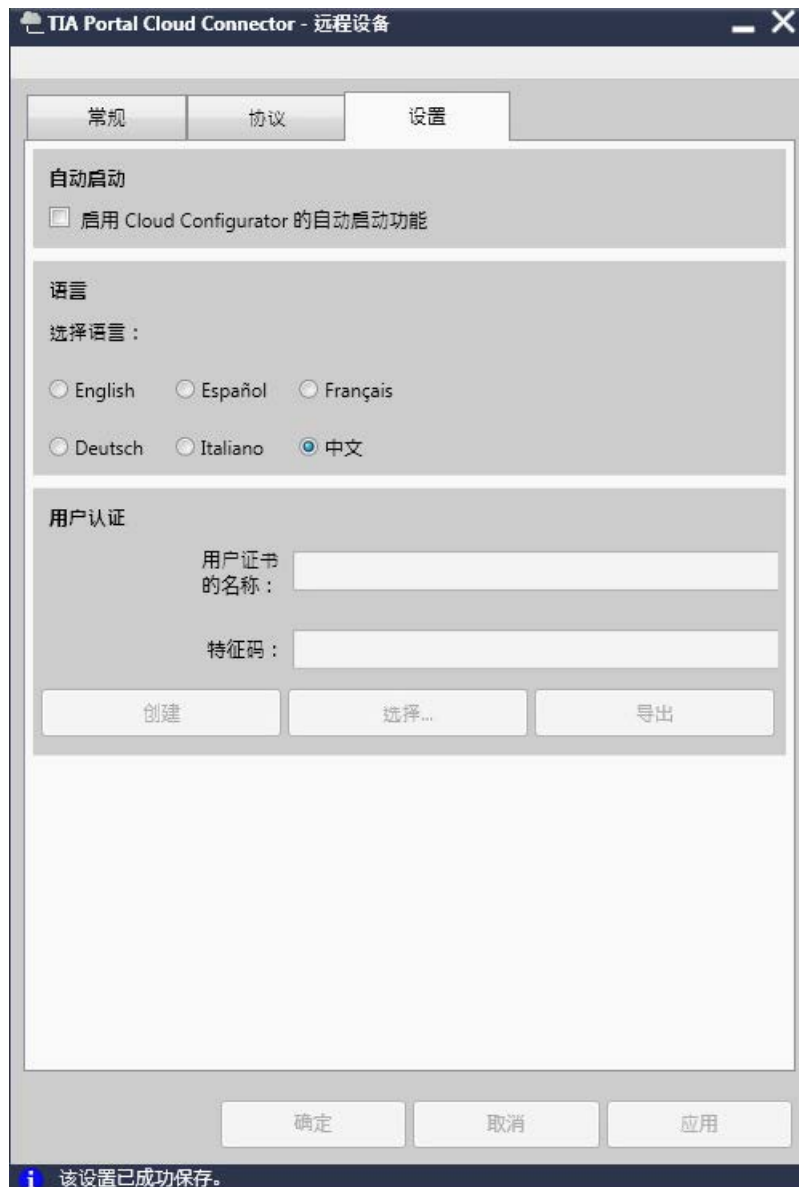 TIA Portal Cloud Connector - 远程设备
常规 协议 设置
自动启动
启用 Cloud Configurator 的自动启动功能
语言
选择语言：
English Español Français
Deutsch Italiano 中文
用户认证
用户证书
的名称：
特征码：
创建 选择... 导出
确定 取消 应用
该设置已成功保存。